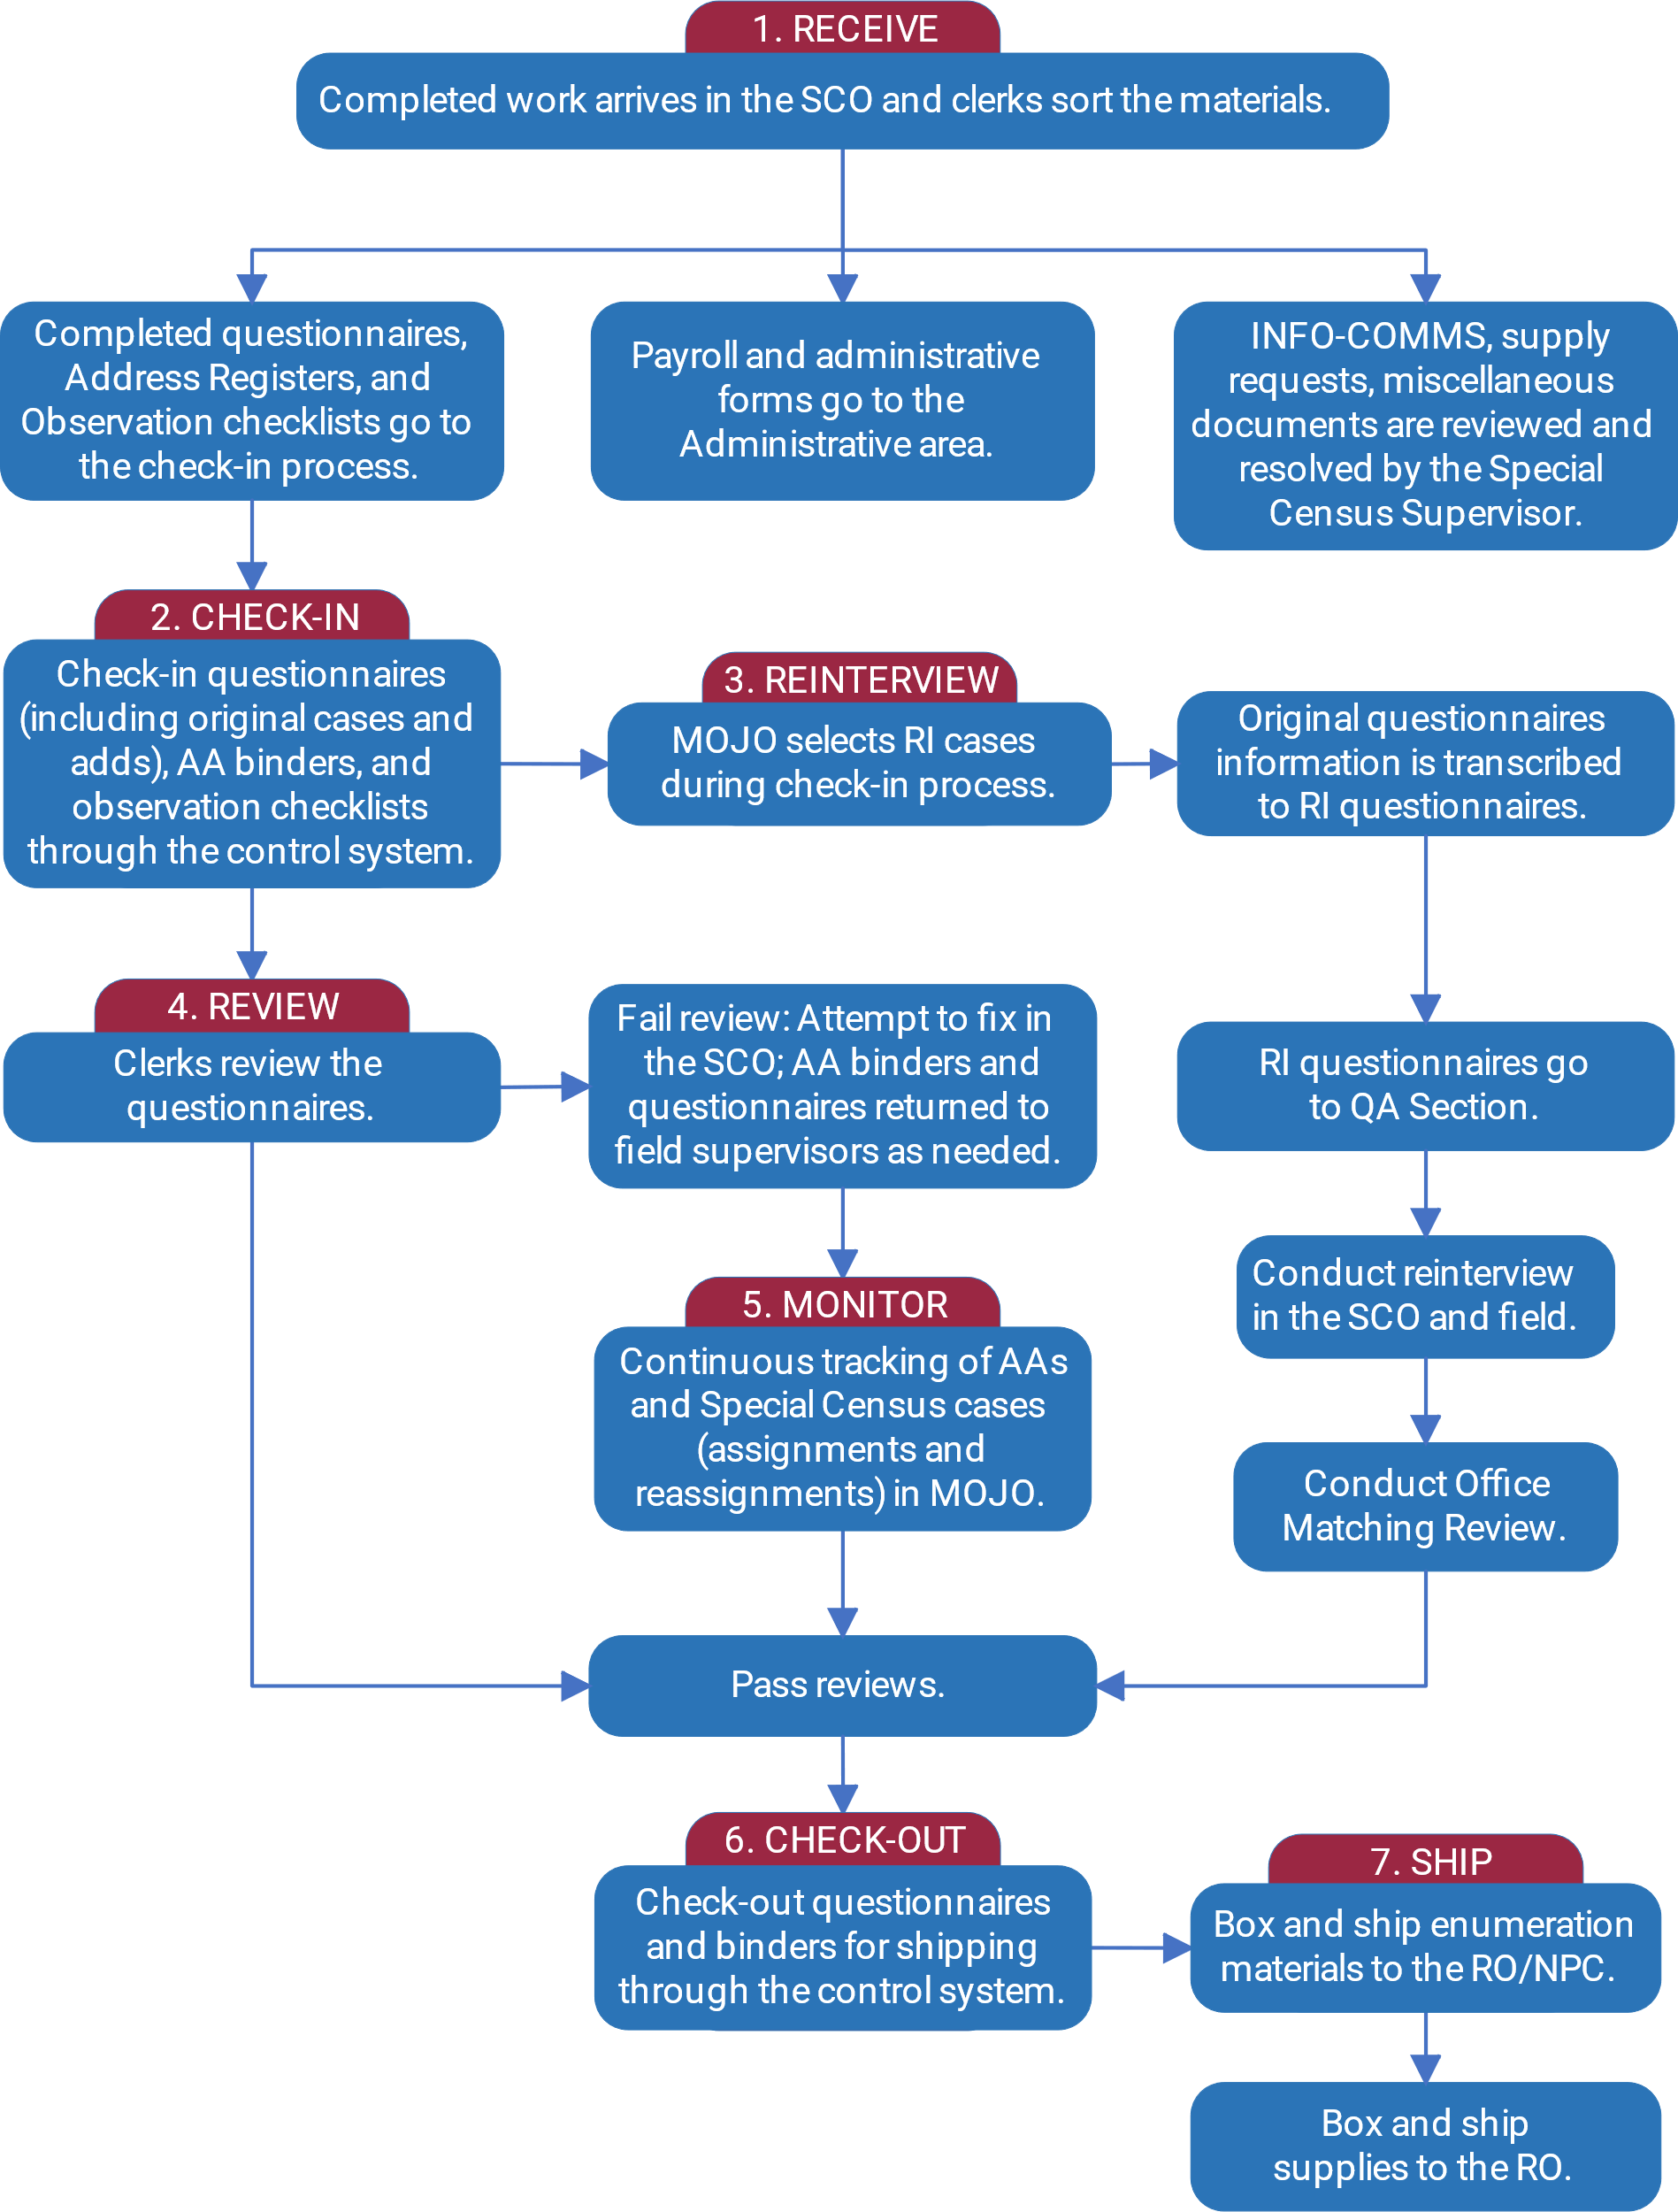 1. RECEIVE
Completed work arrives in the SCO and clerks sort the materials.
Completed questionnaires,
Address Registers, and
Observation checklists go to
the check-in process.
Payroll and administrative
forms go to the
Administrative area.
INFO-COMMS, supply
requests, miscellaneous
documents are reviewed and
resolved by the Special
Census Supervisor.
2. CHECK-IN
Check-in questionnaires
(including original cases and
adds), AA binders, and
observation checklists
through the control system.
3. REINTERVIEW
MOJO selects RI cases
during check-in process.
Original questionnaires
information is transcribed
to RI questionnaires.
4. REVIEW
Clerks review the
questionnaires.
Fail review: Attempt to fix in
the SCO; AA binders and
questionnaires returned to
field supervisors as needed.
RI questionnaires go
to QA Section.
Conduct reinterview
in the SCO and field.
5. MONITOR
Continuous tracking of AAs
and Special Census cases
(assignments and
reassignments) in MOJO.
Conduct Office
Matching Review.
Pass reviews.
6. CHECK-OUT
Check-out questionnaires
and binders for shipping
through the control system.
7. SHIP
Box and ship enumeration
materials to the RO/NPC.
Box and ship
supplies to the RO.